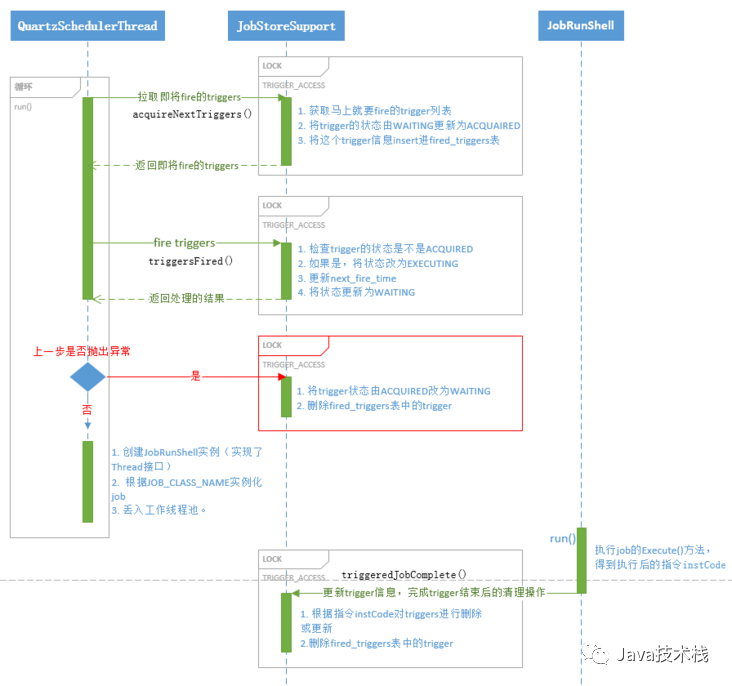 QuartzSchedulerThread
JobStoreSupport
JobRunShell
LOCK
TRIGGER_ACCESS
循环
run()
拉取即将fire的triggers
acquireNextTriggers()
1. 获取马上就要fire的trigger列表
2. 将trigger的状态由WAITING更新为ACQUAIRED
3. 将这个trigger信息insert进fired_triggers表
返回即将fire的triggers
LOCK
TRIGGER_ACCESS
fire triggers
triggersFired()
1. 检查trigger的状态是不是ACQUIRED
2. 如果是，将状态改为EXECUTING
3. 更新next_fire_time
4. 将状态更新为WAITING
返回处理的结果
上一步是否抛出异常
LOCK
TRIGGER_ACCESS
是
1. 将trigger状态由ACQUIRED改为WAITING
2. 删除fired_triggers表中的trigger
否
1. 创建JobRunShell实例（实现了
Thread接口）
2. 根据JOB_CLASS_NAME实例化
job
3. 丢入工作线程池。
run()
执行job的Execute()方法，
得到执行后的指令instCode
LOCK
TRIGGER_ACCESS
triggeredJobComplete()
更新trigger信息，完成trigger结束后的清理操作
1. 根据指令instCode对triggers进行删除
或更新
2.删除fired_triggers表中的trigger
Java技术栈